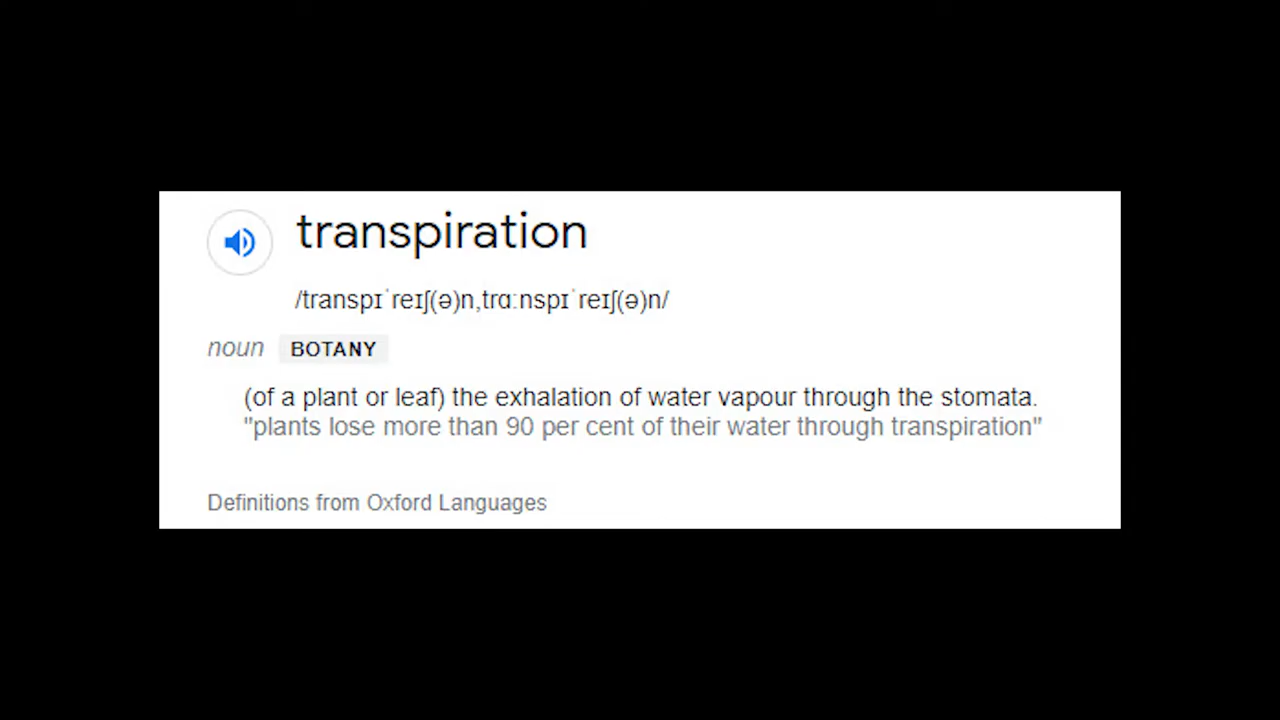 transpiration
/transpɪˈreɪʃ(ə)n,trɑːnspɪˈreɪʃ(ə)n/
noun BOTANY
(of a plant or leaf) the exhalation of water vapour through the stomata.
"plants lose more than 90 per cent of their water through transpiration"
Definitions from Oxford Languages